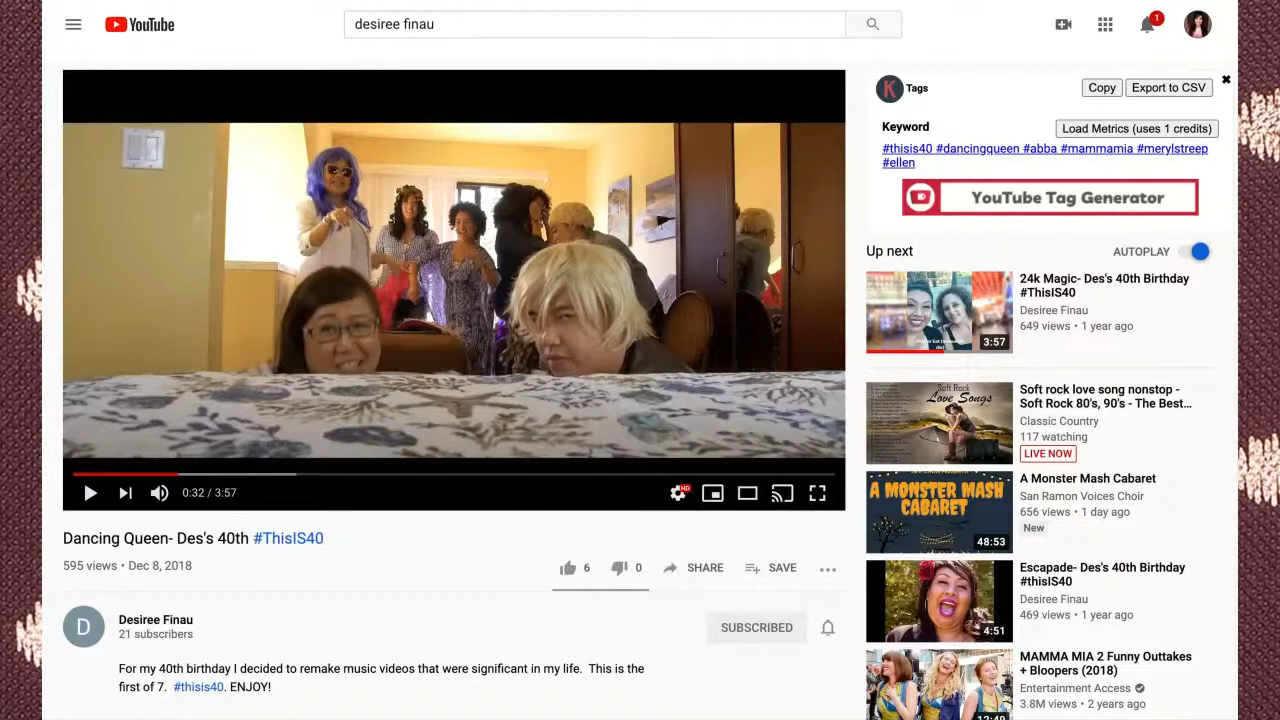 YouTube
desiree finau
1
K Tags
Copy
Export to CSV
Keyword
Load Metrics (uses 1 credits)
#thisis40 #dancingqueen #abba #mammamia #merylstreep
#ellen
YouTube Tag Generator
Up next
AUTOPLAY
24k Magic- Des's 40th Birthday
#ThisIS40
Desiree Finau
649 views • 1 year ago
3:57
Soft Rock
Love Songs
Soft rock love song nonstop -
Soft Rock 80's, 90's - The Best...
Classic Country
117 watching
LIVE NOW
A MONSTER MASH
CABARET
48:53
A Monster Mash Cabaret
San Ramon Voices Choir
656 views • 1 day ago
New
4:51
Escapade- Des's 40th Birthday
#thisIS40
Desiree Finau
469 views • 1 year ago
12:49
MAMMA MIA 2 Funny Outtakes
+ Bloopers (2018)
Entertainment Access
3.8M views • 2 years ago
0:32 / 3:57
HD
Dancing Queen- Des's 40th #ThisIS40
595 views • Dec 8, 2018
6
0
SHARE
SAVE
D
Desiree Finau
21 subscribers
SUBSCRIBED
For my 40th birthday I decided to remake music videos that were significant in my life. This is the
first of 7. #thisis40. ENJOY!